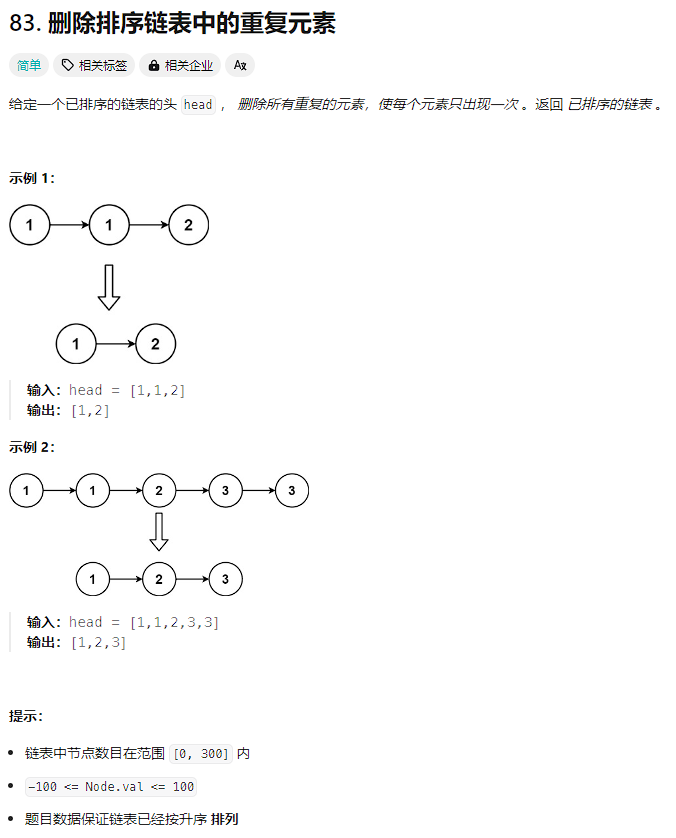 83. 删除排序链表中的重复元素
简单 相关标签 相关企业 Aあ
给定一个已排序的链表的头 head ， 删除所有重复的元素，使每个元素只出现一次 。返回 已排序的链表 。
示例 1：
1 1 2
1 2
输入：head = [1,1,2]
输出：[1,2]
示例 2：
1 1 2 3 3
1 2 3
输入：head = [1,1,2,3,3]
输出：[1,2,3]
提示：
链表中节点数目在范围 [0, 300] 内
-100 <= Node.val <= 100
题目数据保证链表已经按升序 排列